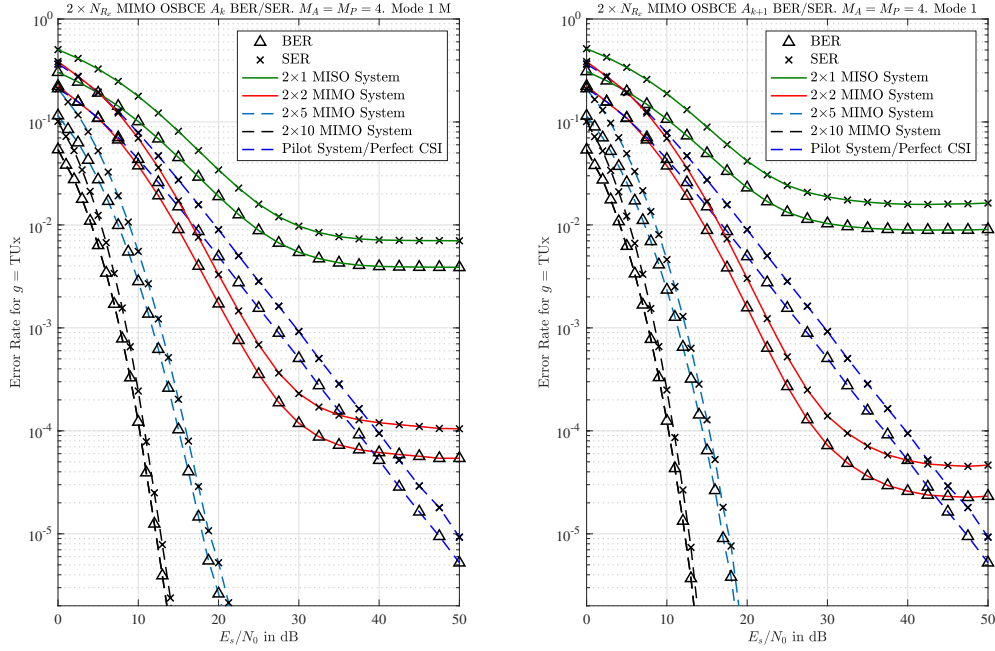 2 × N_{R_x} MIMO OSBCE A_k BER/SER. M_A = M_P = 4. Mode 1 M
10^0
10^{-1}
10^{-2}
10^{-3}
10^{-4}
10^{-5}
Error Rate for g = TUx
BER
SER
2×1 MISO System
2×2 MIMO System
2×5 MIMO System
2×10 MIMO System
Pilot System/Perfect CSI
0 10 20 30 40 50
E_s/N_0 in dB
2 × N_{R_x} MIMO OSBCE A_{k+1} BER/SER. M_A = M_P = 4. Mode 1
10^0
10^{-1}
10^{-2}
10^{-3}
10^{-4}
10^{-5}
Error Rate for g = TUx
BER
SER
2×1 MISO System
2×2 MIMO System
2×5 MIMO System
2×10 MIMO System
Pilot System/Perfect CSI
0 10 20 30 40 50
E_s/N_0 in dB